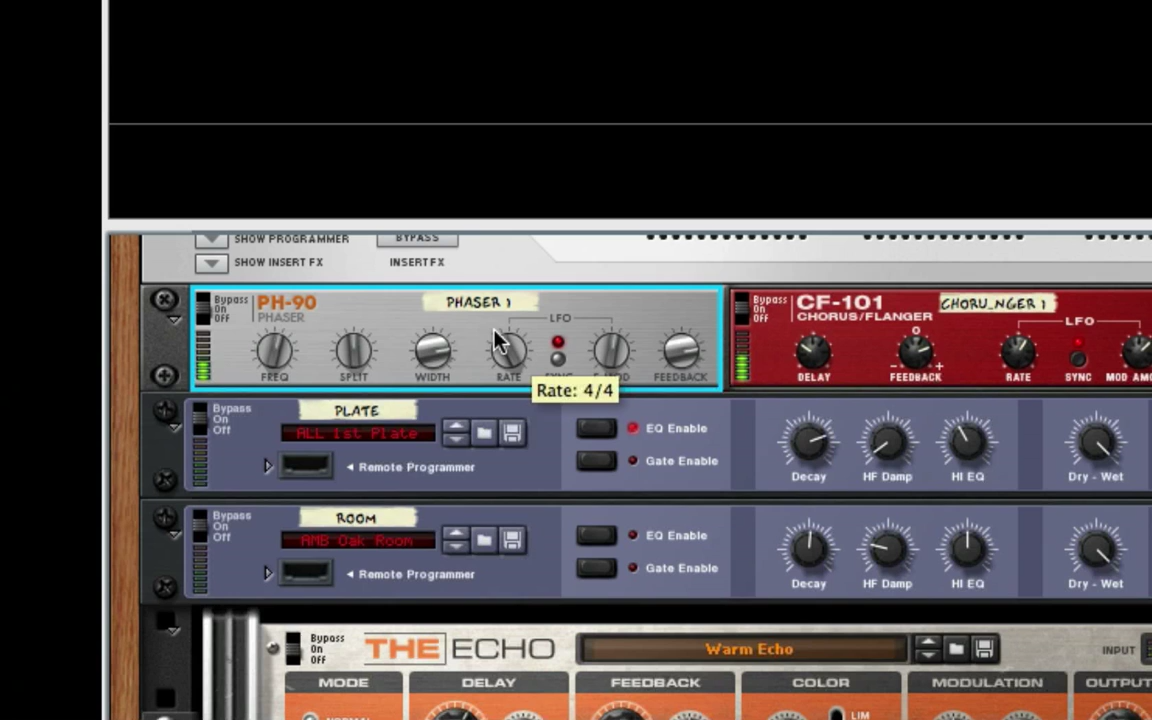 SHOW PROGRAMMER
BYPASS
SHOW INSERT FX
INSERT FX
Bypass
On
Off
PH-90
PHASER
PHASER 1
LFO
FREQ
SPLIT
WIDTH
RATE
FEEDBACK
Rate: 4/4
Bypass
On
Off
CF-101
CHORUS/FLANGER
CHORU_NGER 1
LFO
0
- +
DELAY
FEEDBACK
RATE
SYNC
MOD AMO
Bypass
On
Off
PLATE
ALL 1st Plate
Remote Programmer
EQ Enable
Gate Enable
Decay
HF Damp
HI EQ
Dry - Wet
Bypass
On
Off
ROOM
AMB Oak Room
Remote Programmer
EQ Enable
Gate Enable
Decay
HF Damp
HI EQ
Dry - Wet
Bypass
On
Off
THE ECHO
Warm Echo
INPUT
MODE
DELAY
FEEDBACK
COLOR
MODULATION
OUTPUT
LIM